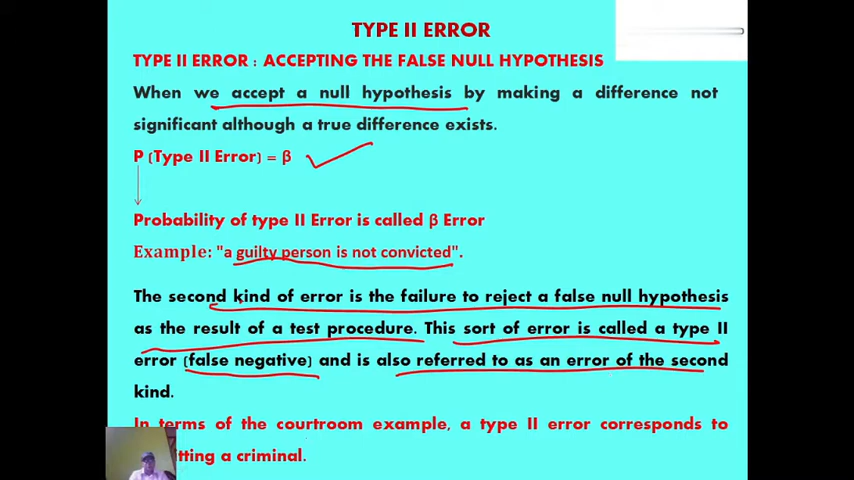 TYPE II ERROR
TYPE II ERROR : ACCEPTING THE FALSE NULL HYPOTHESIS
When we accept a null hypothesis by making a difference not
significant although a true difference exists.
P (Type II Error) = β
Probability of type II Error is called β Error
Example: "a guilty person is not convicted".
The second kind of error is the failure to reject a false null hypothesis
as the result of a test procedure. This sort of error is called a type II
error (false negative) and is also referred to as an error of the second
kind.
In terms of the courtroom example, a type II error corresponds to
itting a criminal.